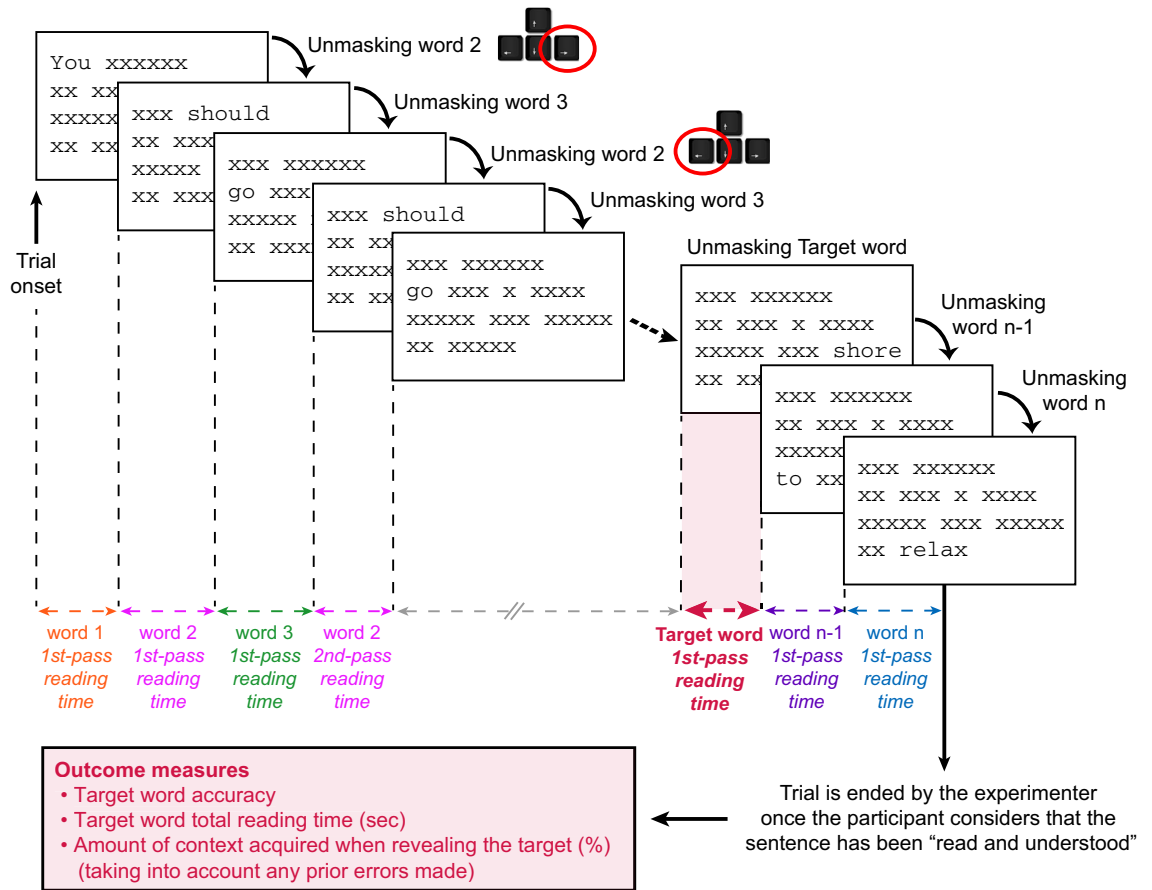 Unmasking word 2
You xxxxxx
xx xx
xxxxx
xx xx
Unmasking word 3
xxx should
xx xxx
xxxxx
xx xxx
Unmasking word 2
xxx xxxxxx
go xxx
xxxxx
xx xxxx
Unmasking word 3
xxx should
xx xx
xxxxx
xx xx
xxx xxxxxx
go xxx x xxxx
xxxxx xxx xxxxx
xx xxxxx
Trial
onset
Unmasking Target word
xxx xxxxxx
xx xxx x xxxx
xxxxx xxx shore
xx xx
Unmasking
word n-1
xxx xxxxxx
xx xxx x xxxx
xxxxx
to xx
Unmasking
word n
xxx xxxxxx
xx xxx x xxxx
xxxxx xxx xxxxx
xx relax
word 1
1st-pass
reading
time
word 2
1st-pass
reading
time
word 3
1st-pass
reading
time
word 2
2nd-pass
reading
time
Target word
1st-pass
reading
time
word n-1
1st-pass
reading
time
word n
1st-pass
reading
time
Trial is ended by the experimenter
once the participant considers that the
sentence has been “read and understood”
Outcome measures
• Target word accuracy
• Target word total reading time (sec)
• Amount of context acquired when revealing the target (%)
(taking into account any prior errors made)